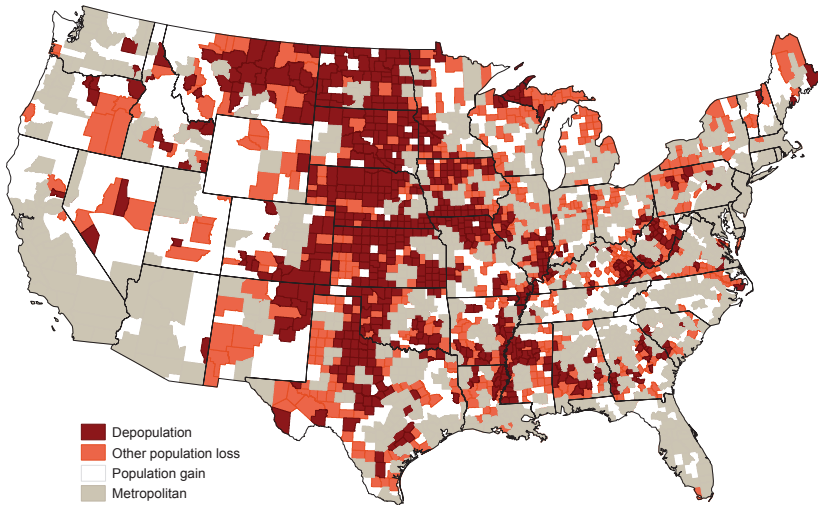 Depopulation
Other population loss
Population gain
Metropolitan